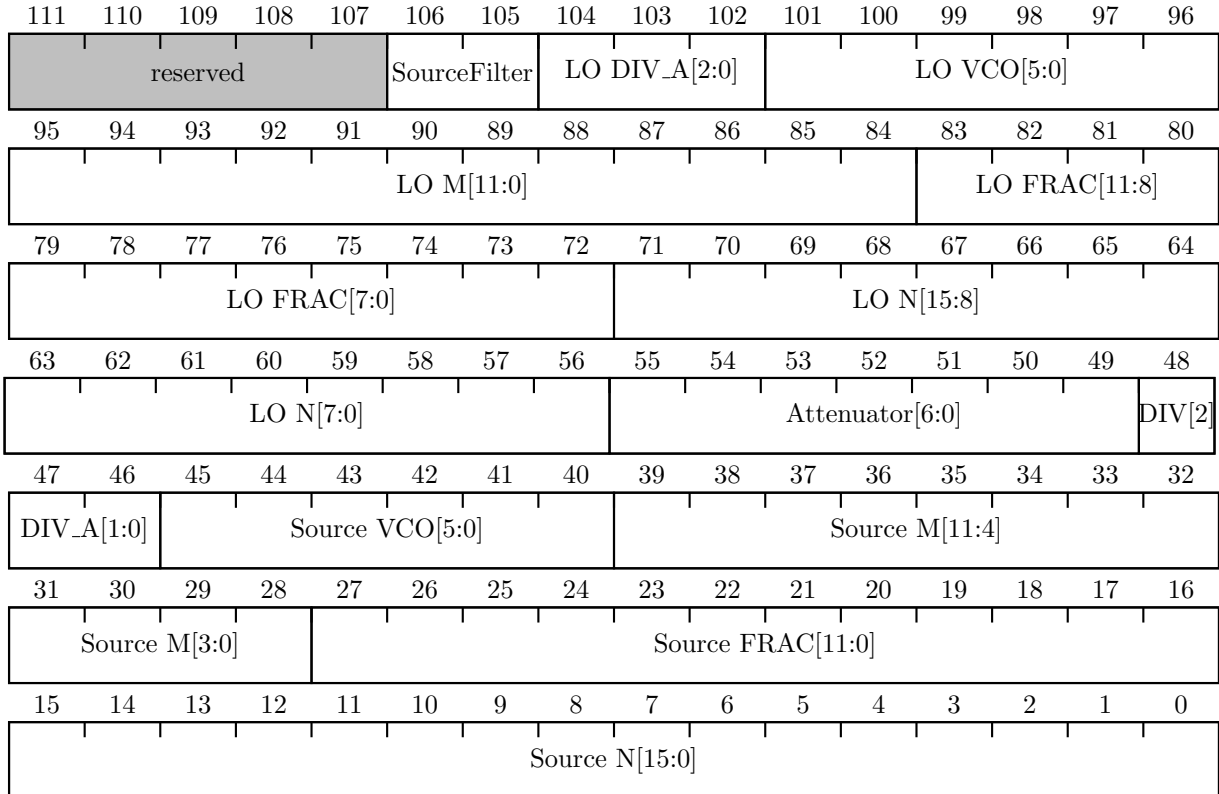 111 110 109 108 107 106 105 104 103 102 101 100 99 98 97 96
reserved SourceFilter LO DIV_A[2:0] LO VCO[5:0]
95 94 93 92 91 90 89 88 87 86 85 84 83 82 81 80
LO M[11:0] LO FRAC[11:8]
79 78 77 76 75 74 73 72 71 70 69 68 67 66 65 64
LO FRAC[7:0] LO N[15:8]
63 62 61 60 59 58 57 56 55 54 53 52 51 50 49 48
LO N[7:0] Attenuator[6:0] DIV[2]
47 46 45 44 43 42 41 40 39 38 37 36 35 34 33 32
DIV_A[1:0] Source VCO[5:0] Source M[11:4]
31 30 29 28 27 26 25 24 23 22 21 20 19 18 17 16
Source M[3:0] Source FRAC[11:0]
15 14 13 12 11 10 9 8 7 6 5 4 3 2 1 0
Source N[15:0]